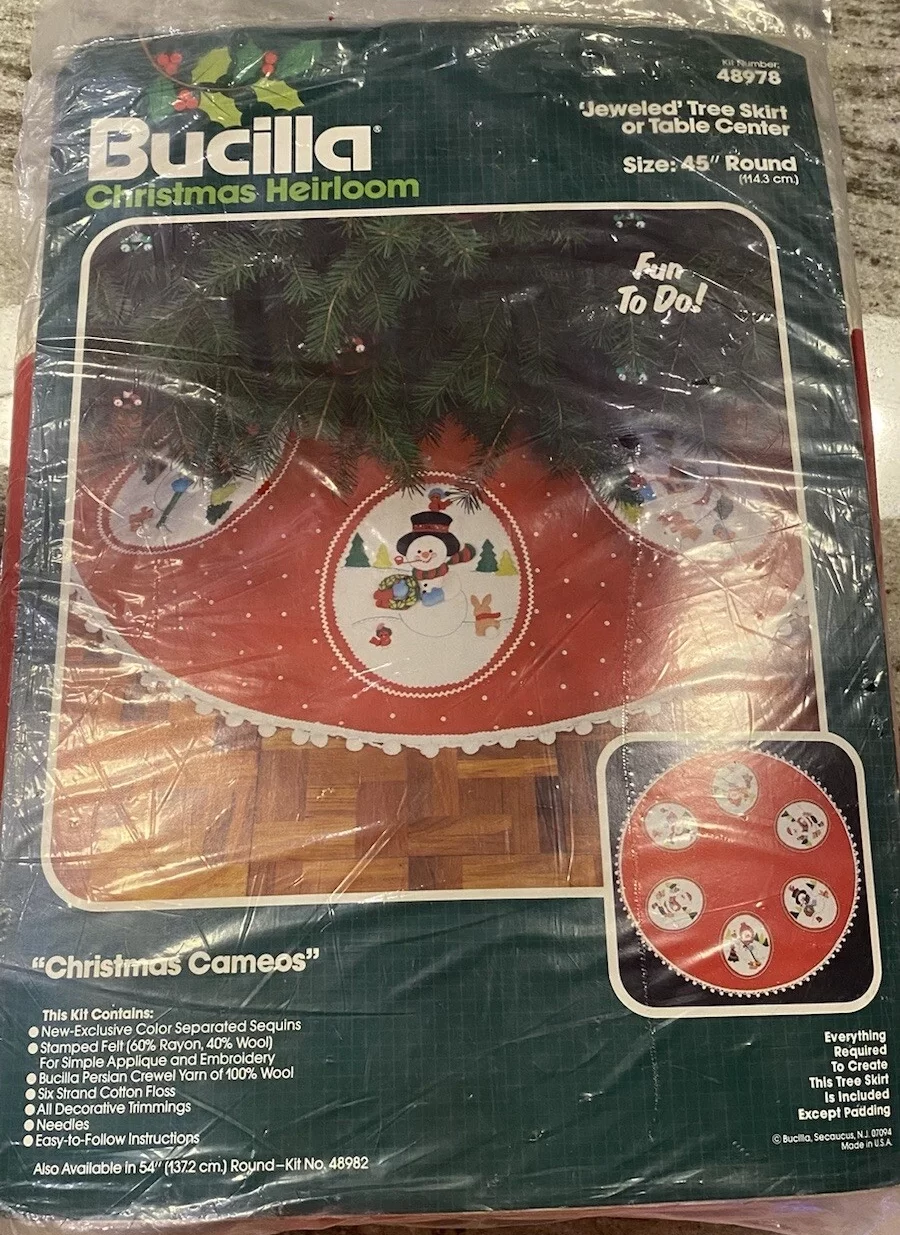 Kit Number:
48978
Bucilla®
Christmas Heirloom
'Jeweled' Tree Skirt
or Table Center
Size: 45" Round
(114.3 cm.)
Fun
To Do!
"Christmas Cameos"
This Kit Contains:
● New-Exclusive Color Separated Sequins
● Stamped Felt (60% Rayon, 40% Wool)
For Simple Applique and Embroidery
● Bucilla Persian Crewel Yarn of 100% Wool
● Six Strand Cotton Floss
● All Decorative Trimmings
● Needles
● Easy-to-Follow Instructions
Also Available in 54" (137.2 cm.) Round–Kit No. 48982
Everything
Required
To Create
This Tree Skirt
Is Included
Except Padding
© Bucilla, Secaucus, N.J. 07094
Made in U.S.A.